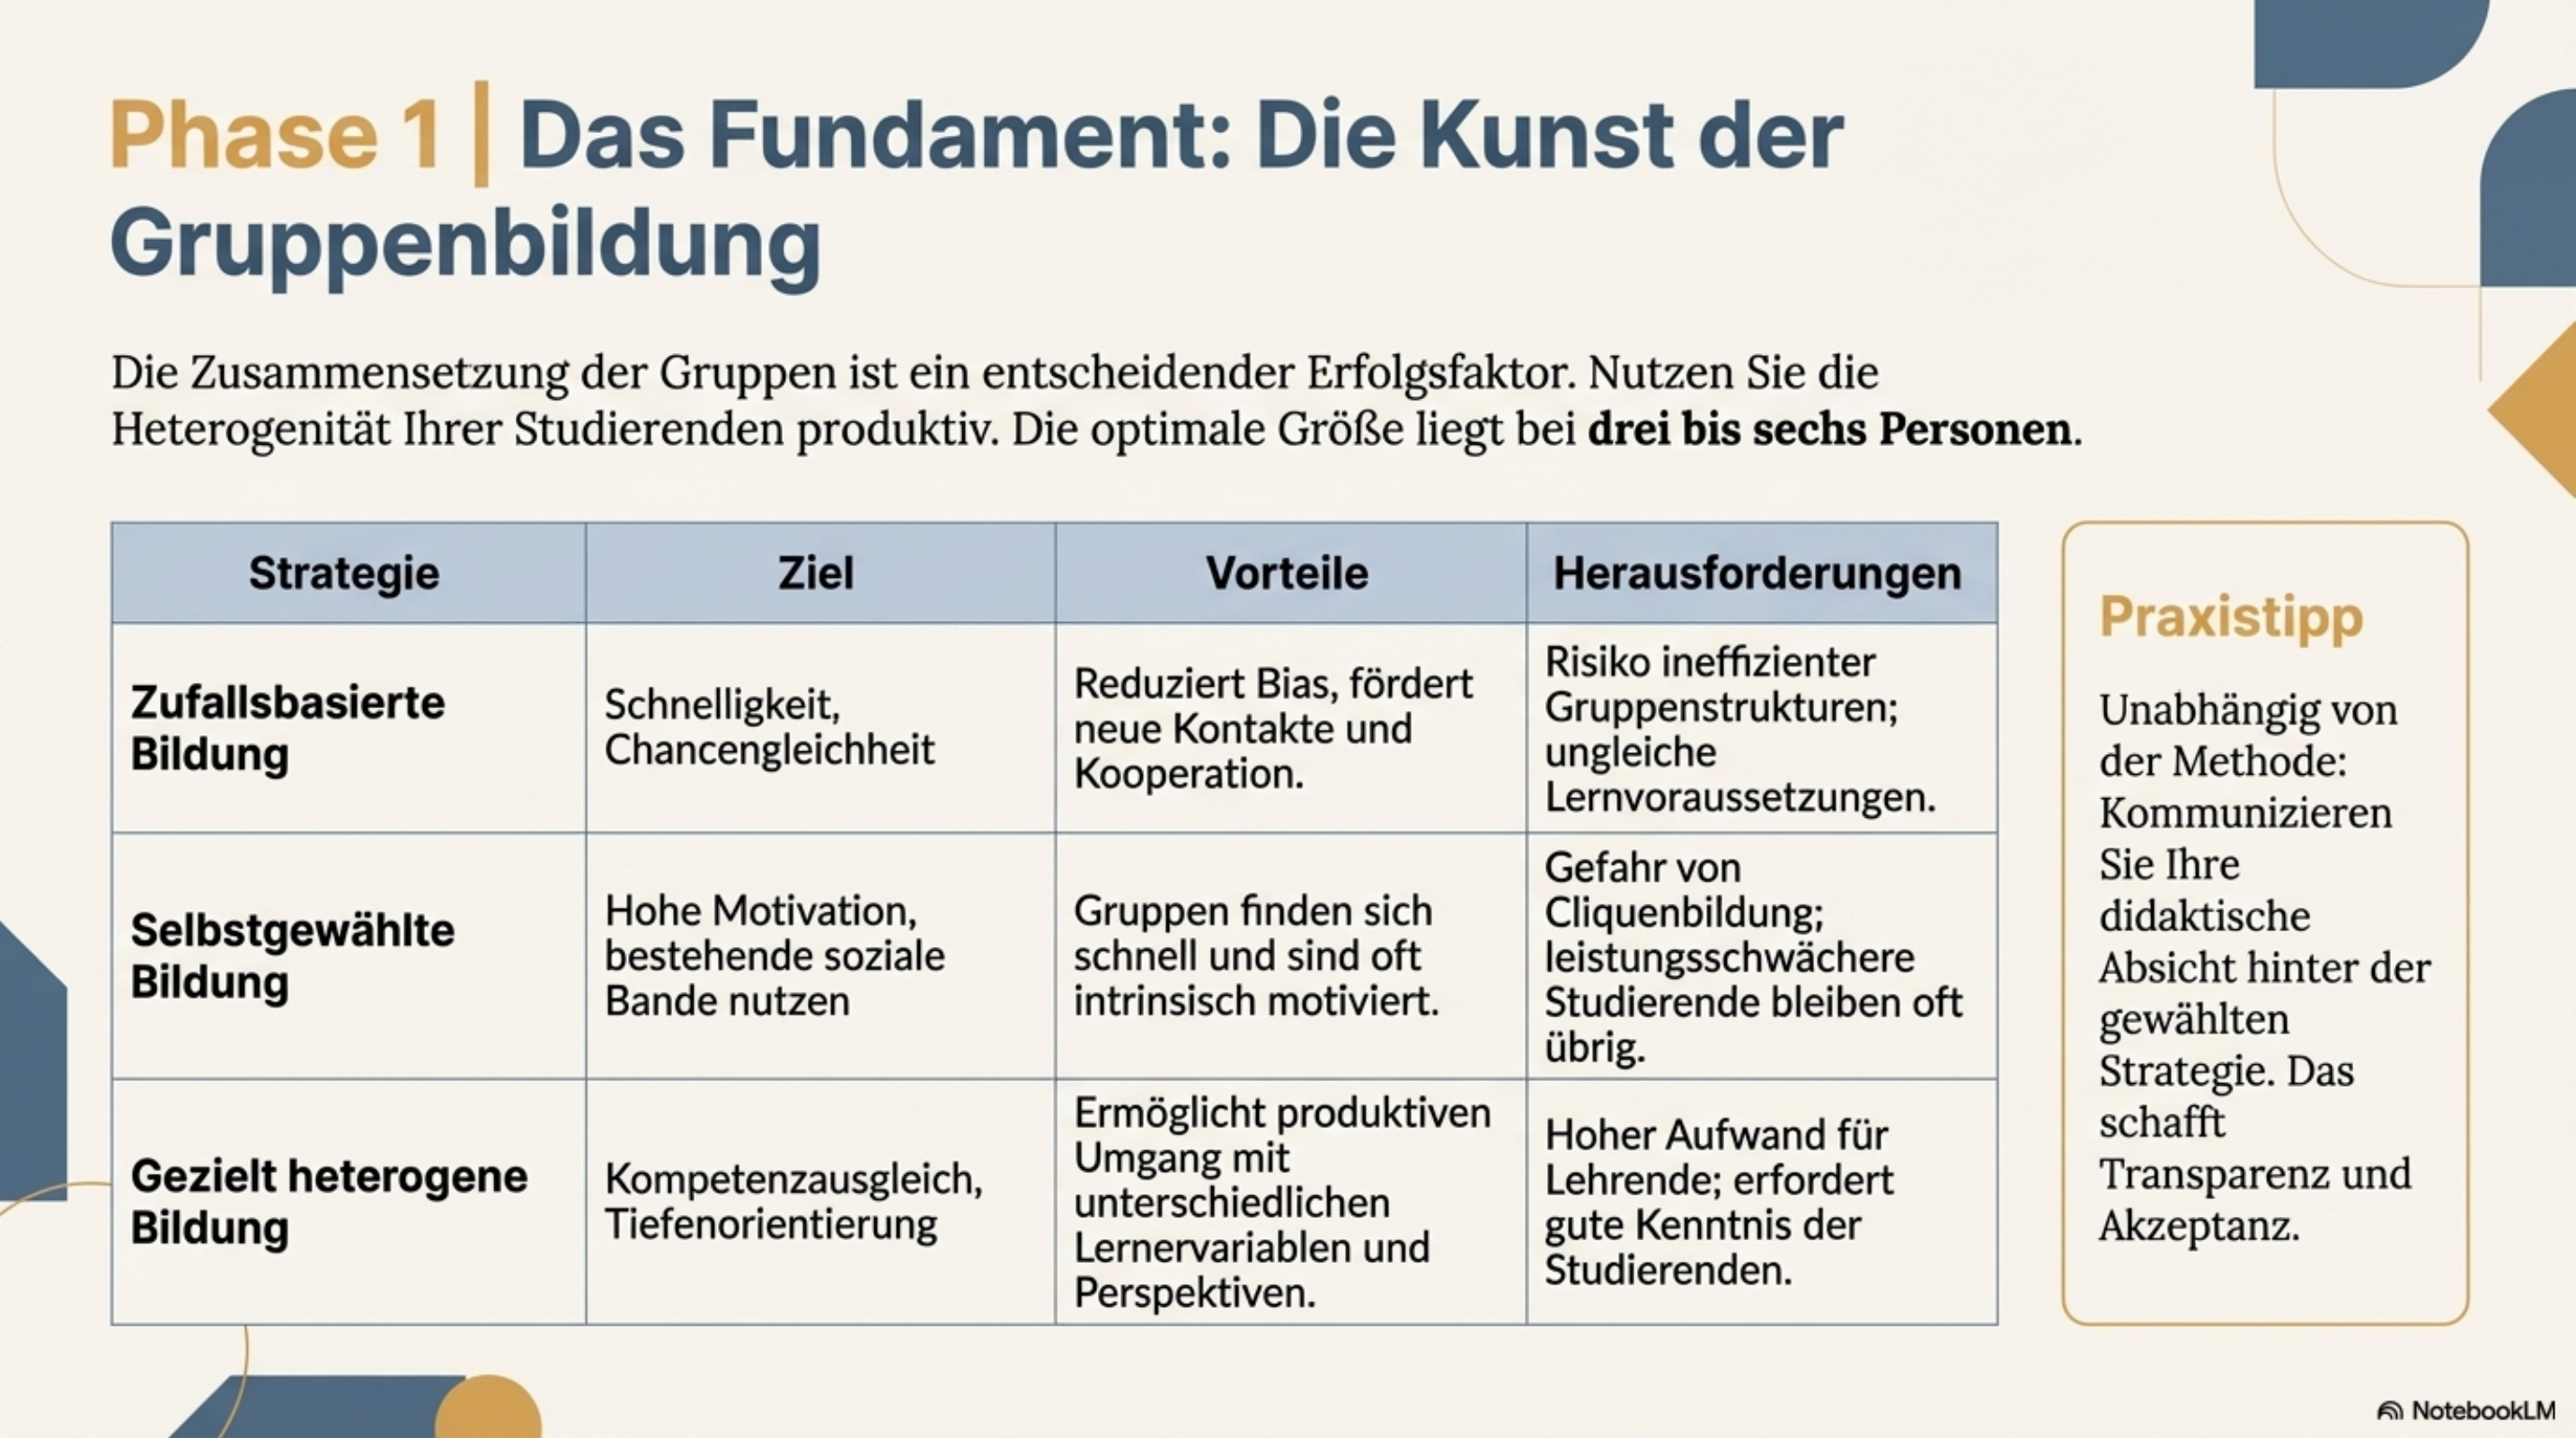 Phase 1 | Das Fundament: Die Kunst der
Gruppenbildung
Die Zusammensetzung der Gruppen ist ein entscheidender Erfolgsfaktor. Nutzen Sie die
Heterogenität Ihrer Studierenden produktiv. Die optimale Größe liegt bei drei bis sechs Personen.
Strategie
Ziel
Vorteile
Herausforderungen
Zufallsbasierte
Bildung
Schnelligkeit,
Chancengleichheit
Reduziert Bias, fördert
neue Kontakte und
Kooperation.
Risiko ineffizienter
Gruppenstrukturen;
ungleiche
Lernvoraussetzungen.
Selbstgewählte
Bildung
Hohe Motivation,
bestehende soziale
Bande nutzen
Gruppen finden sich
schnell und sind oft
intrinsisch motiviert.
Gefahr von
Cliquenbildung;
leistungsschwächere
Studierende bleiben oft
übrig.
Gezielt heterogene
Bildung
Kompetenzausgleich,
Tiefenorientierung
Ermöglicht produktiven
Umgang mit
unterschiedlichen
Lernervariablen und
Perspektiven.
Hoher Aufwand für
Lehrende; erfordert
gute Kenntnis der
Studierenden.
Praxistipp
Unabhängig von
der Methode:
Kommunizieren
Sie Ihre
didaktische
Absicht hinter der
gewählten
Strategie. Das
schafft
Transparenz und
Akzeptanz.
NotebookLM